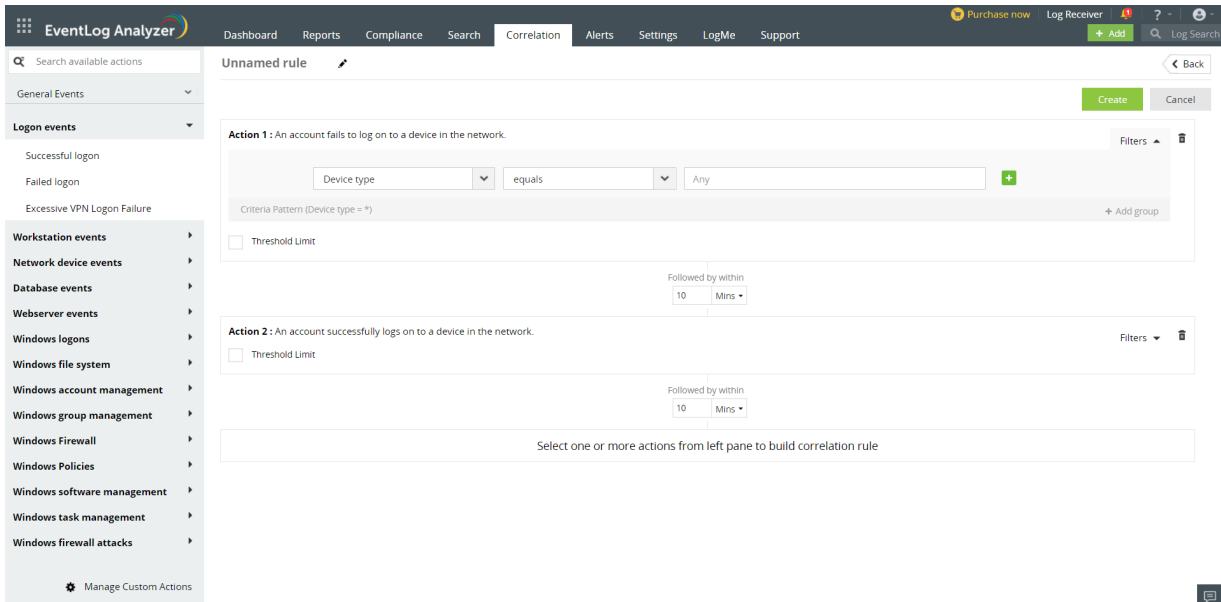 Purchase now Log Receiver ?
EventLog Analyzer
Dashboard Reports Compliance Search Correlation Alerts Settings LogMe Support
+ Add Log Search
Search available actions
Unnamed rule
Back
General Events
Create Cancel
Logon events
Action 1 : An account fails to log on to a device in the network.
Filters
Successful logon
Failed logon
Excessive VPN Logon Failure
Device type equals Any
Criteria Pattern (Device type = *)
+ Add group
Threshold Limit
Workstation events
Network device events
Database events
Webserver events
Windows logons
Windows file system
Windows account management
Windows group management
Windows Firewall
Windows Policies
Windows software management
Windows task management
Windows firewall attacks
Manage Custom Actions
Followed by within
10 Mins
Action 2 : An account successfully logs on to a device in the network.
Filters
Threshold Limit
Followed by within
10 Mins
Select one or more actions from left pane to build correlation rule